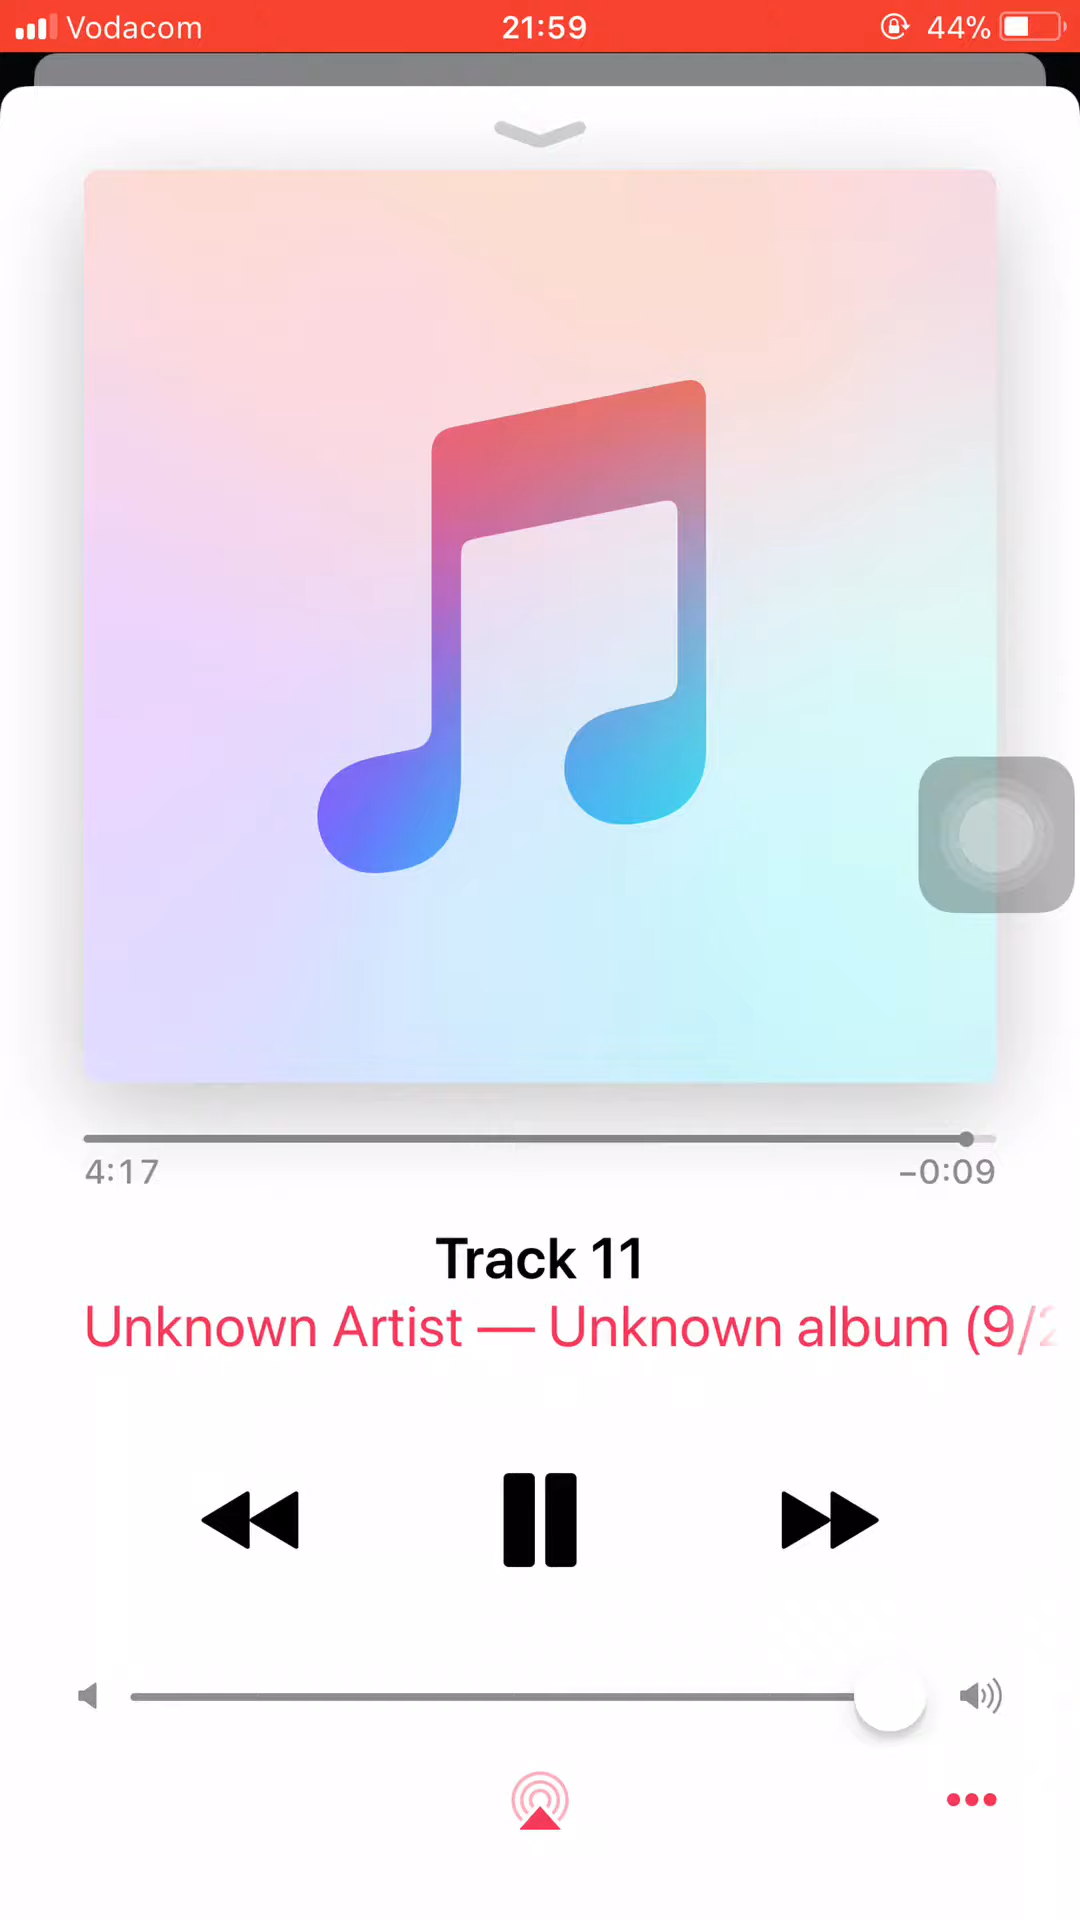 Vodacom 21:59 44%
4:17 −0:09
Track 11
Unknown Artist — Unknown album (9/